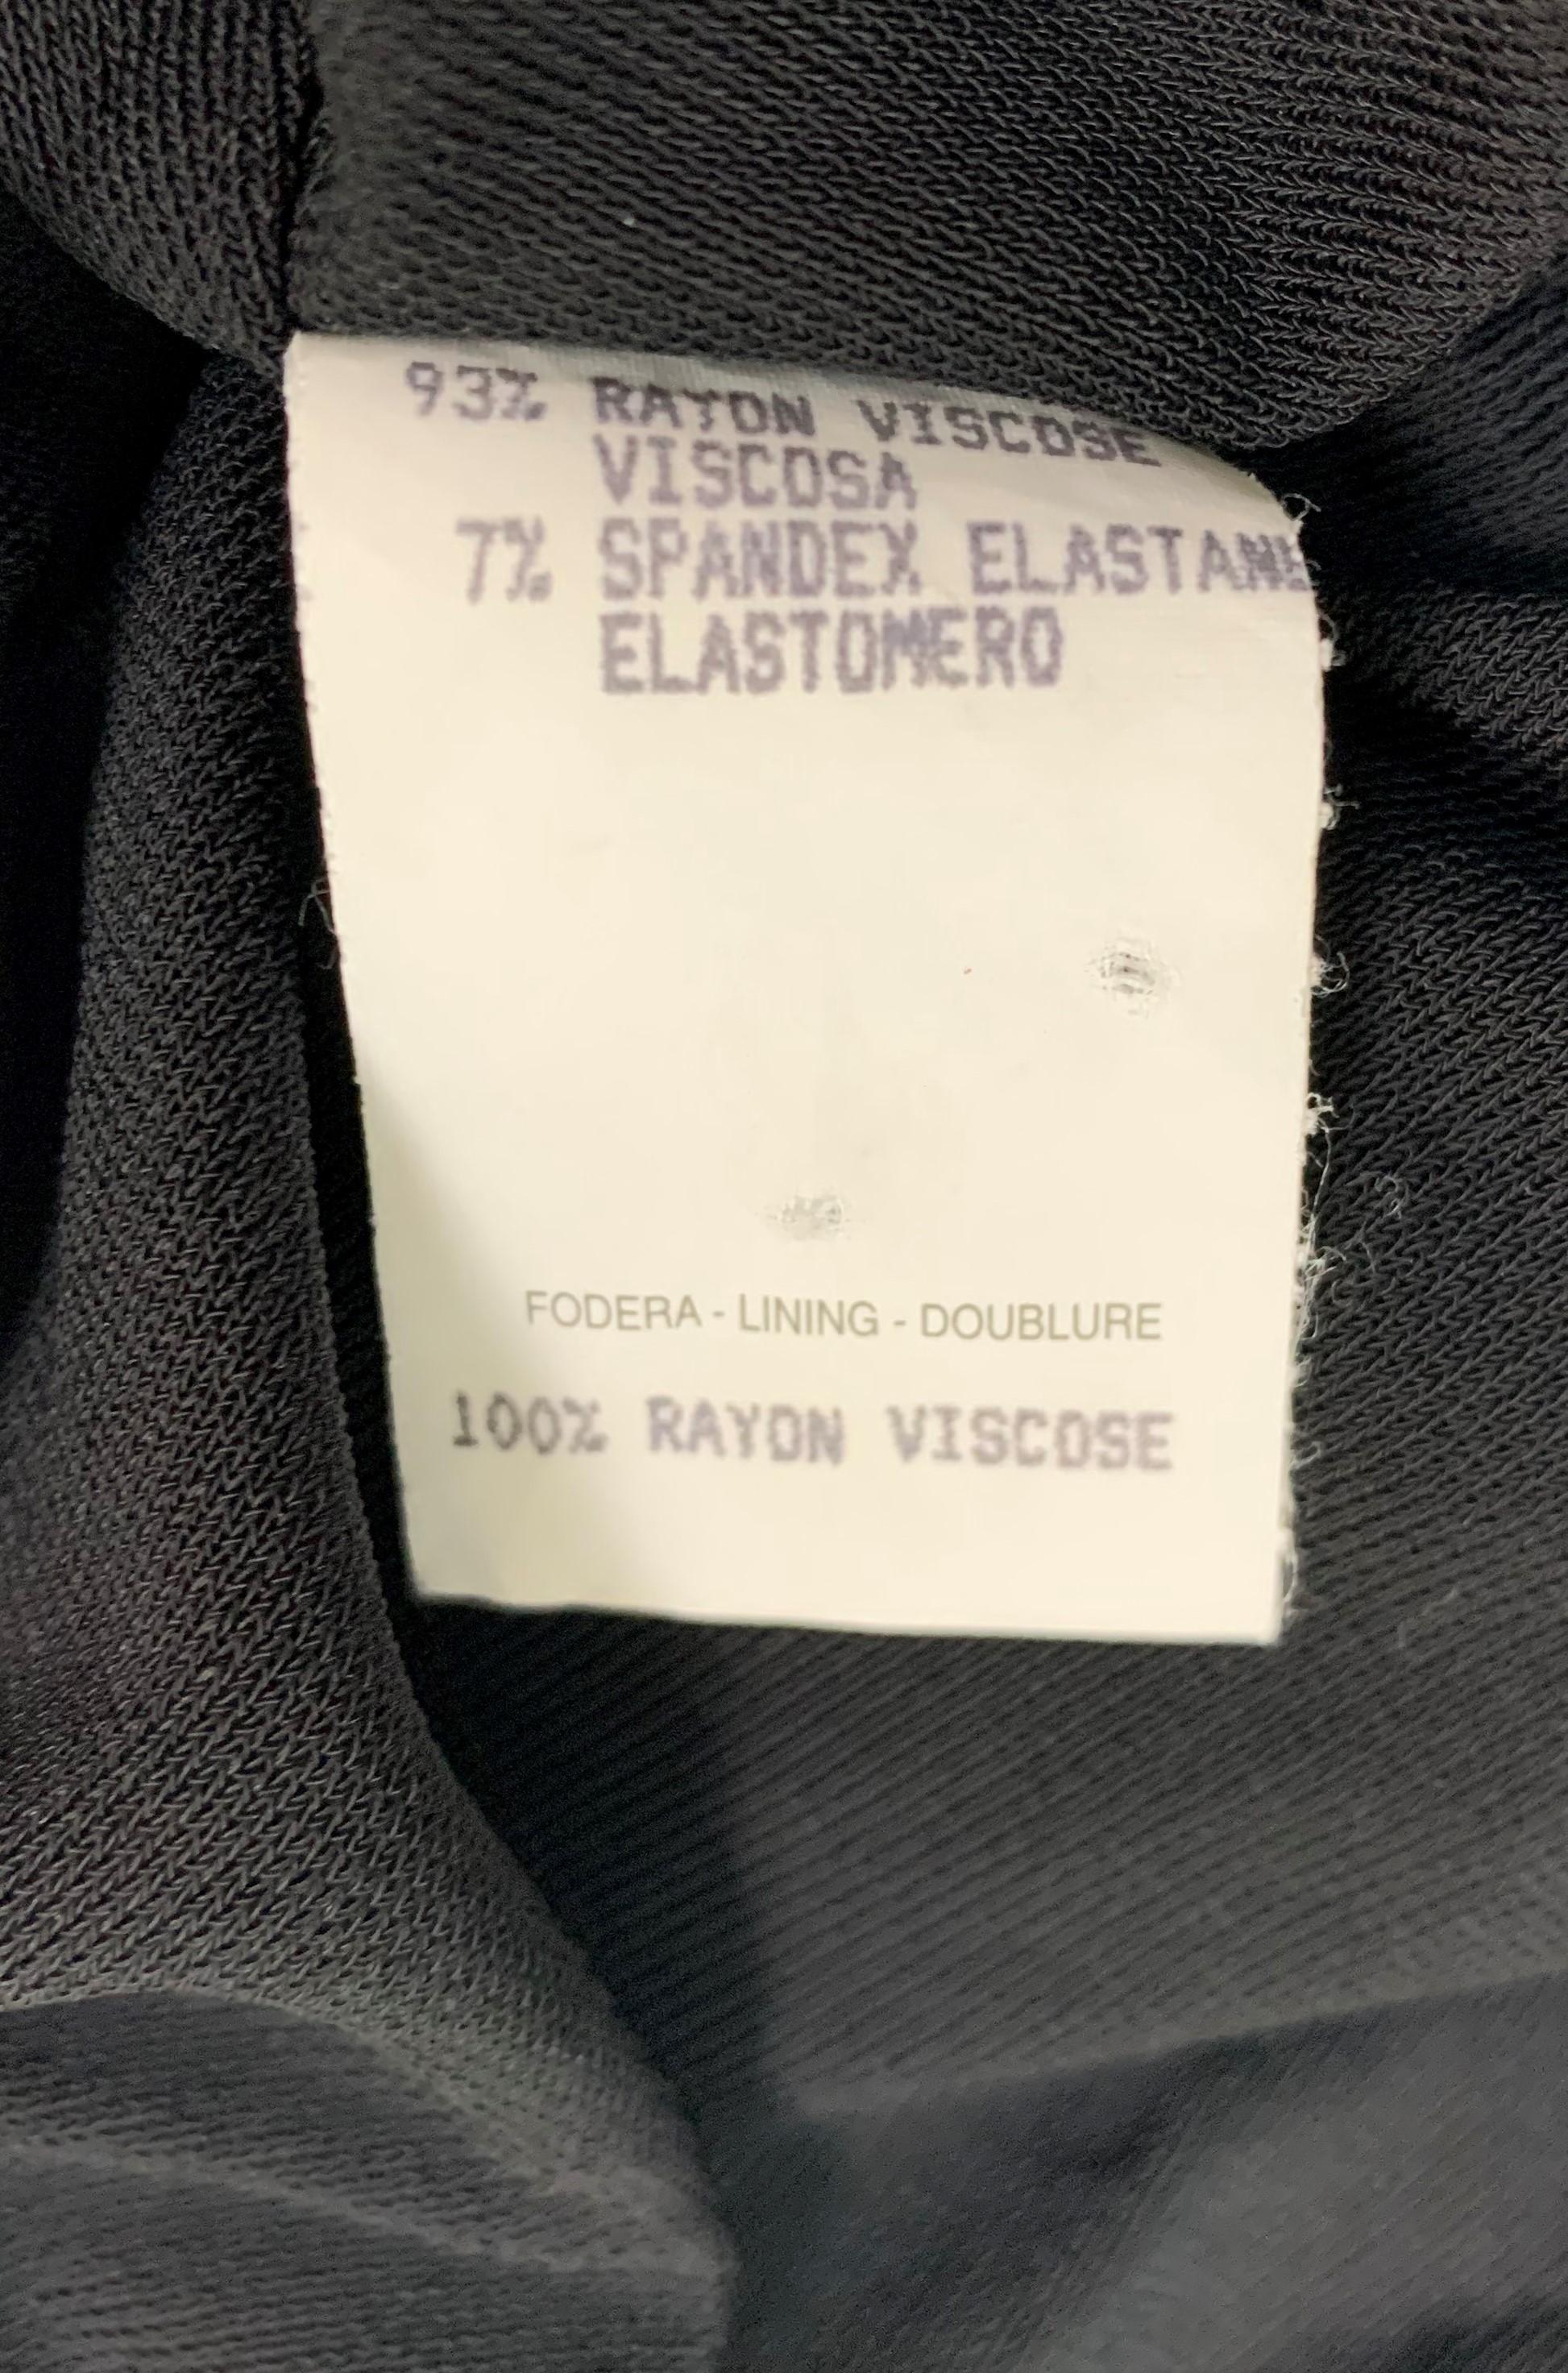 93% RAYON VISCOSE
VISCOSA
7% SPANDEX ELASTANE
ELASTOMERO
FODERA - LINING - DOUBLURE
100% RAYON VISCOSE